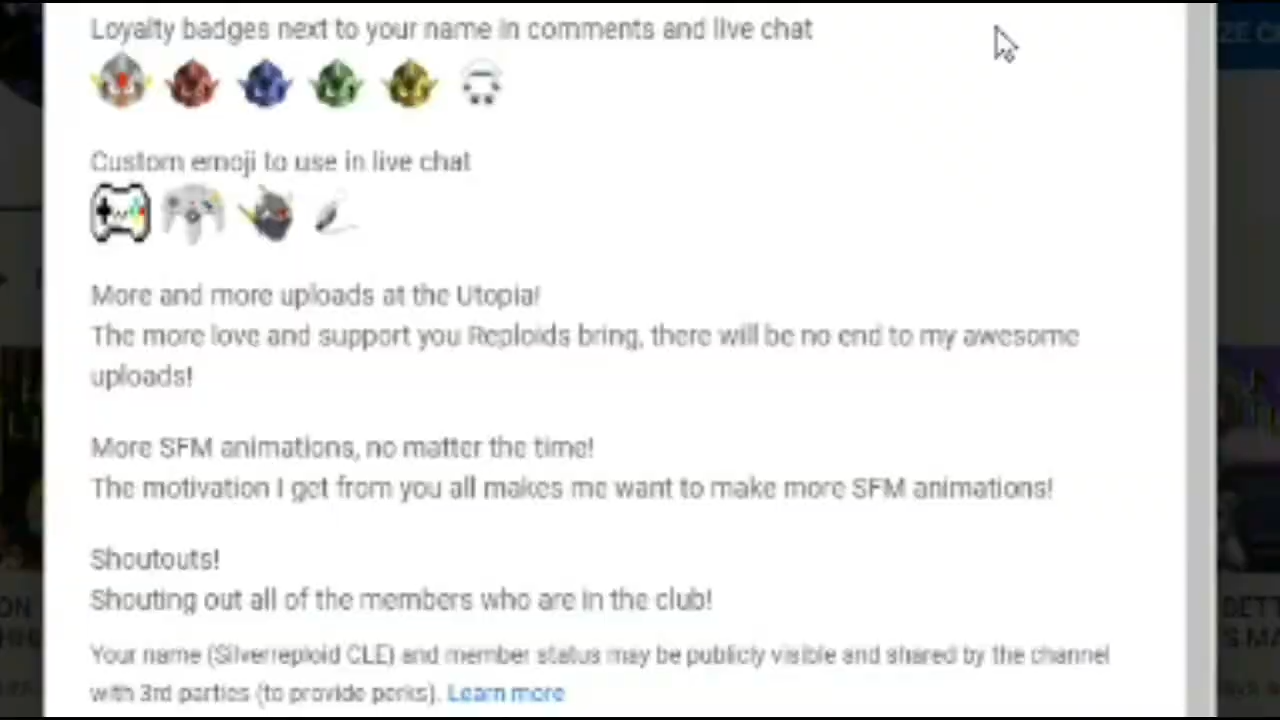 Loyalty badges next to your name in comments and live chat
Custom emoji to use in live chat
More and more uploads at the Utopia!
The more love and support you Reploids bring, there will be no end to my awesome
uploads!
More SFM animations, no matter the time!
The motivation I get from you all makes me want to make more SFM animations!
Shoutouts!
Shouting out all of the members who are in the club!
Your name (Silverreploid CLE) and member status may be publicly visible and shared by the channel
with 3rd parties (to provide perks). Learn more